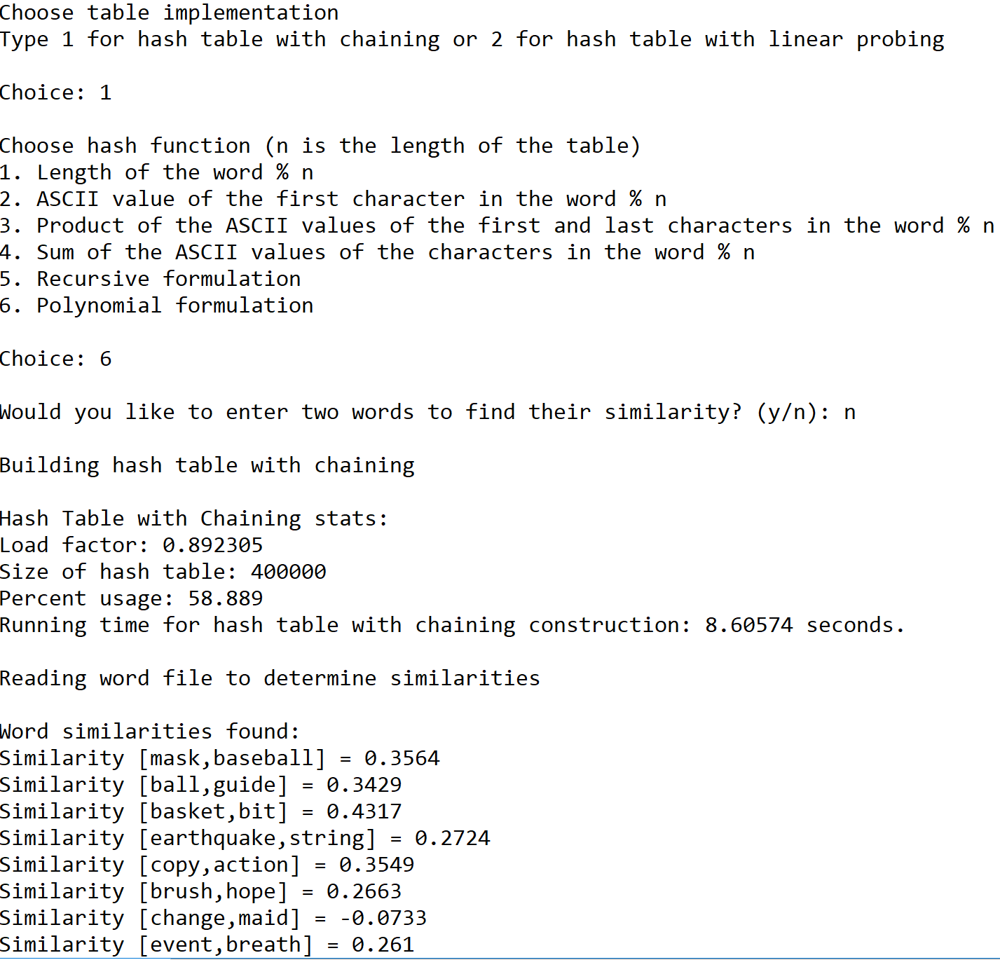 Choose table implementation
Type 1 for hash table with chaining or 2 for hash table with linear probing
Choice: 1
Choose hash function (n is the length of the table)
1. Length of the word % n
2. ASCII value of the first character in the word % n
3. Product of the ASCII values of the first and last characters in the word % n
4. Sum of the ASCII values of the characters in the word % n
5. Recursive formulation
6. Polynomial formulation
Choice: 6
Would you like to enter two words to find their similarity? (y/n): n
Building hash table with chaining
Hash Table with Chaining stats:
Load factor: 0.892305
Size of hash table: 400000
Percent usage: 58.889
Running time for hash table with chaining construction: 8.60574 seconds.
Reading word file to determine similarities
Word similarities found:
Similarity [mask,baseball] = 0.3564
Similarity [ball,guide] = 0.3429
Similarity [basket,bit] = 0.4317
Similarity [earthquake,string] = 0.2724
Similarity [copy,action] = 0.3549
Similarity [brush,hope] = 0.2663
Similarity [change,maid] = -0.0733
Similarity [event,breath] = 0.261